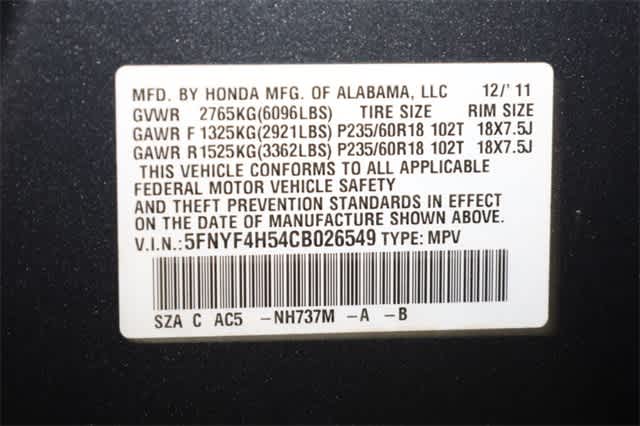 MFD. BY HONDA MFG. OF ALABAMA, LLC 12/'11
GVWR 2765KG(6096LBS) TIRE SIZE RIM SIZE
GAWR F 1325KG(2921LBS) P235/60R18 102T 18X7.5J
GAWR R1525KG(3362LBS) P235/60R18 102T 18X7.5J
THIS VEHICLE CONFORMS TO ALL APPLICABLE
FEDERAL MOTOR VEHICLE SAFETY
AND THEFT PREVENTION STANDARDS IN EFFECT
ON THE DATE OF MANUFACTURE SHOWN ABOVE.
V.I.N.:5FNYF4H54CB026549 TYPE: MPV
SZA C AC5 -NH737M -A -B